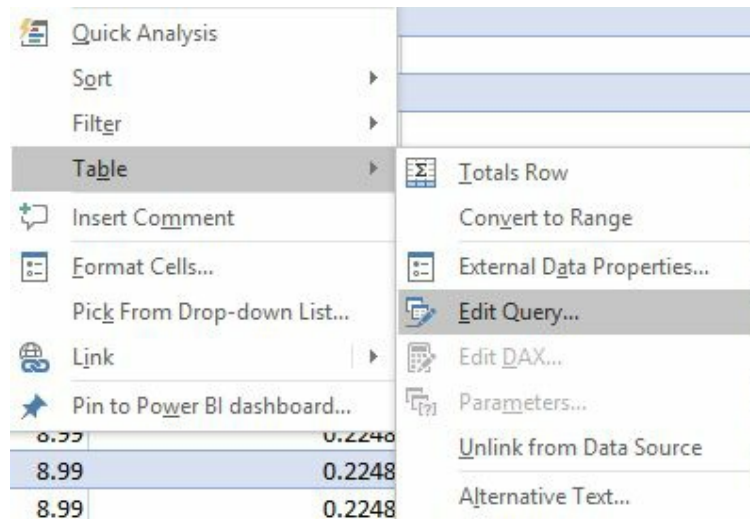 Quick Analysis
Sort
Filter
Table
Insert Comment
Format Cells...
Pick From Drop-down List...
Link
Pin to Power BI dashboard...
Totals Row
Convert to Range
External Data Properties...
Edit Query...
Edit DAX...
Parameters...
Unlink from Data Source
Alternative Text...
8.99 0.2248
8.99 0.2248
8.99 0.2248